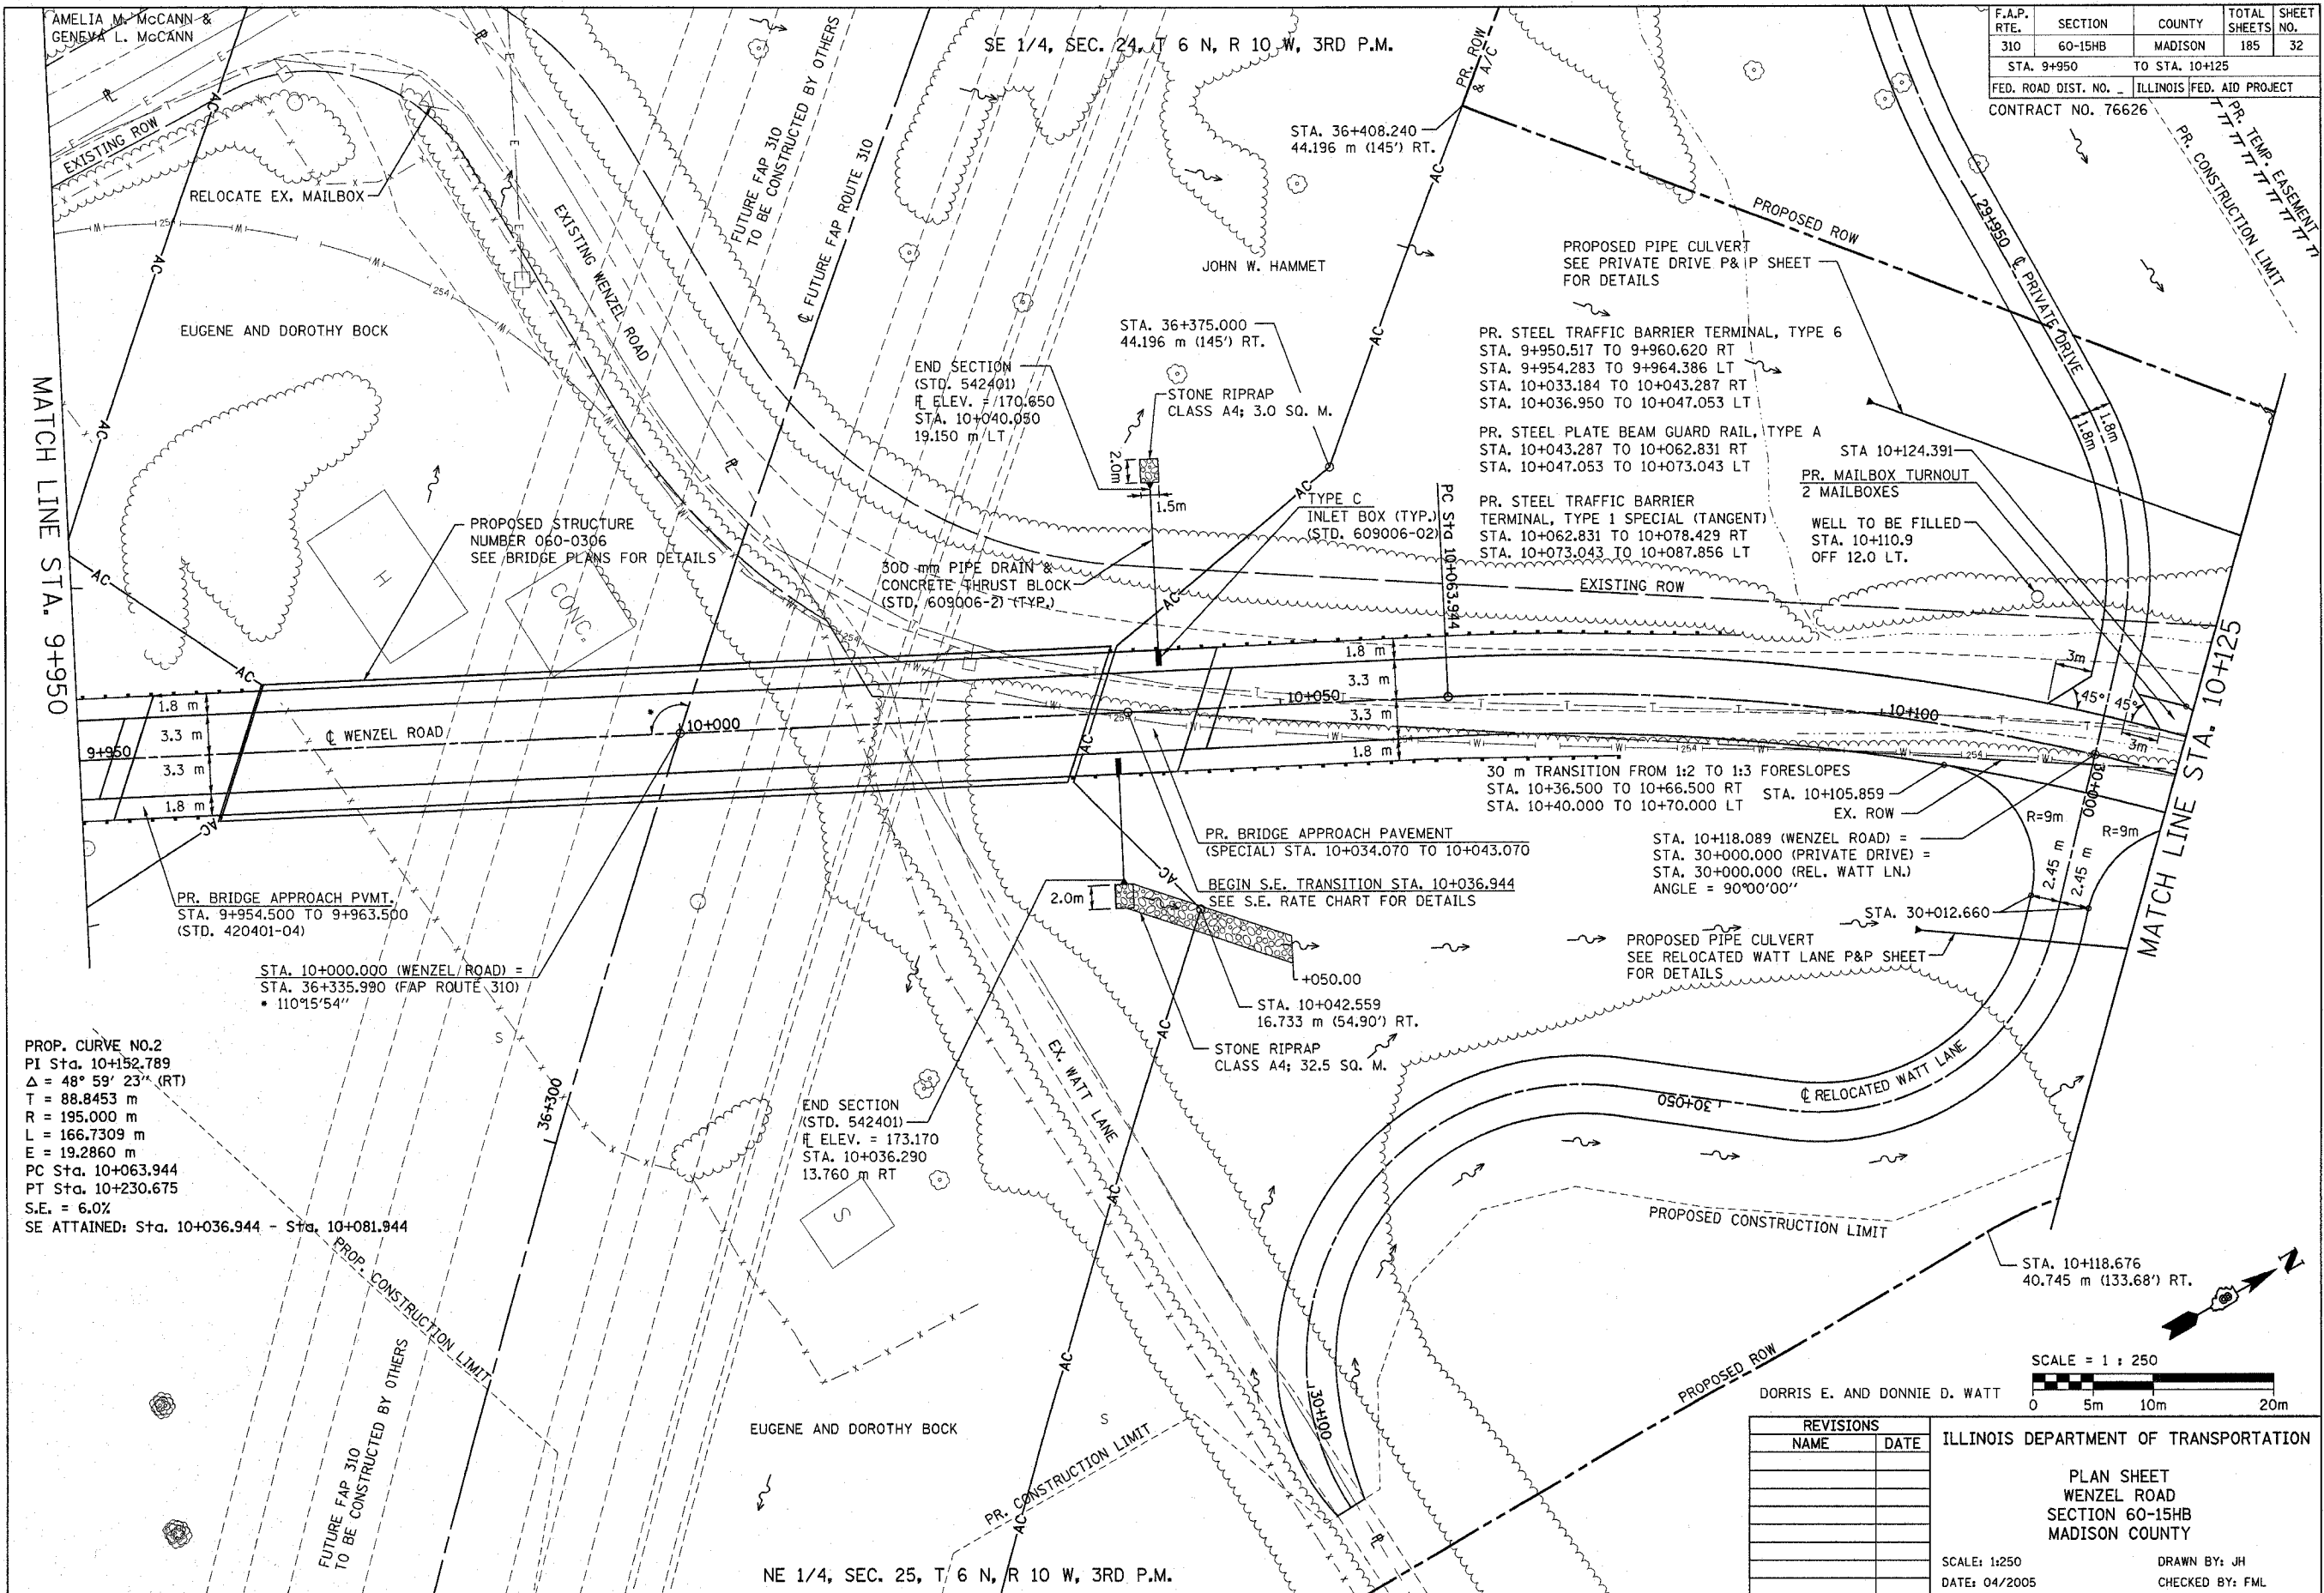 AMELIA M. McCANN &
GENEVA L. McCANN
SE 1/4, SEC. 24, T 6 N, R 10 W, 3RD P.M.
F.A.P. RTE. SECTION COUNTY TOTAL SHEETS SHEET NO.
310 60-15HB MADISON 185 32
STA. 9+950 TO STA. 10+125
FED. ROAD DIST. NO. _ ILLINOIS FED. AID PROJECT
CONTRACT NO. 76626
PR. TEMP. EASEMENT
PR. CONSTRUCTION LIMIT
EXISTING ROW
RELOCATE EX. MAILBOX
EXISTING WENZEL ROAD
FUTURE FAP 310
TO BE CONSTRUCTED BY OTHERS
℄ FUTURE FAP ROUTE 310
PR. ROW
& A/C
STA. 36+408.240
44.196 m (145') RT.
PROPOSED ROW
29+950
℄ PRIVATE DRIVE
1.8m
1.8m
JOHN W. HAMMET
EUGENE AND DOROTHY BOCK
PROPOSED PIPE CULVERT
SEE PRIVATE DRIVE P&P SHEET
FOR DETAILS
STA. 36+375.000
44.196 m (145') RT.
PR. STEEL TRAFFIC BARRIER TERMINAL, TYPE 6
STA. 9+950.517 TO 9+960.620 RT
STA. 9+954.283 TO 9+964.386 LT
STA. 10+033.184 TO 10+043.287 RT
STA. 10+036.950 TO 10+047.053 LT
PR. STEEL PLATE BEAM GUARD RAIL, TYPE A
STA. 10+043.287 TO 10+062.831 RT
STA. 10+047.053 TO 10+073.043 LT
PR. STEEL TRAFFIC BARRIER
TERMINAL, TYPE 1 SPECIAL (TANGENT)
STA. 10+062.831 TO 10+078.429 RT
STA. 10+073.043 TO 10+087.856 LT
END SECTION
(STD. 542401)
F̵L ELEV. = 170.650
STA. 10+040.050
19.150 m LT
STONE RIPRAP
CLASS A4; 3.0 SQ. M.
2.0m
1.5m
TYPE C
INLET BOX (TYP.)
(STD. 609006-02)
PC Sta 10+063.944
STA 10+124.391
PR. MAILBOX TURNOUT
2 MAILBOXES
WELL TO BE FILLED
STA. 10+110.9
OFF 12.0 LT.
MATCH LINE STA. 9+950
PROPOSED STRUCTURE
NUMBER 060-0306
SEE BRIDGE PLANS FOR DETAILS
H
CONC.
300 mm PIPE DRAIN &
CONCRETE THRUST BLOCK
(STD. 609006-2) (TYP.)
EXISTING ROW
1.8 m
3.3 m
3.3 m
1.8 m
9+950
℄ WENZEL ROAD
10+000
1.8 m
3.3 m
10+050
3.3 m
1.8 m
10+100
3m
45°
45°
3m
MATCH LINE STA. 10+125
30 m TRANSITION FROM 1:2 TO 1:3 FORESLOPES
STA. 10+36.500 TO 10+66.500 RT
STA. 10+40.000 TO 10+70.000 LT
STA. 10+105.859
EX. ROW
30+000
R=9m
R=9m
2.45 m
2.45 m
PR. BRIDGE APPROACH PAVEMENT
(SPECIAL) STA. 10+034.070 TO 10+043.070
BEGIN S.E. TRANSITION STA. 10+036.944
SEE S.E. RATE CHART FOR DETAILS
STA. 10+118.089 (WENZEL ROAD) =
STA. 30+000.000 (PRIVATE DRIVE) =
STA. 30+000.000 (REL. WATT LN.)
ANGLE = 90°00'00''
STA. 30+012.660
PROPOSED PIPE CULVERT
SEE RELOCATED WATT LANE P&P SHEET
FOR DETAILS
PR. BRIDGE APPROACH PVMT.
STA. 9+954.500 TO 9+963.500
(STD. 420401-04)
STA. 10+000.000 (WENZEL ROAD) =
STA. 36+335.990 (FAP ROUTE 310)
* 110°15'54''
2.0m
+050.00
STA. 10+042.559
16.733 m (54.90') RT.
STONE RIPRAP
CLASS A4; 32.5 SQ. M.
PROP. CURVE NO.2
PI Sta. 10+152.789
Δ = 48° 59' 23'' (RT)
T = 88.8453 m
R = 195.000 m
L = 166.7309 m
E = 19.2860 m
PC Sta. 10+063.944
PT Sta. 10+230.675
S.E. = 6.0%
SE ATTAINED: Sta. 10+036.944 - Sta. 10+081.944
36+300
END SECTION
(STD. 542401)
F̵L ELEV. = 173.170
STA. 10+036.290
13.760 m RT
S
EX. WATT LANE
30+050
℄ RELOCATED WATT LANE
PROPOSED CONSTRUCTION LIMIT
STA. 10+118.676
40.745 m (133.68') RT.
PROP. CONSTRUCTION LIMIT
FUTURE FAP 310
TO BE CONSTRUCTED BY OTHERS
EUGENE AND DOROTHY BOCK
S
PR. CONSTRUCTION LIMIT
30+100
PROPOSED ROW
N
SCALE = 1 : 250
0 5m 10m 20m
DORRIS E. AND DONNIE D. WATT
NE 1/4, SEC. 25, T 6 N, R 10 W, 3RD P.M.
REVISIONS
NAME DATE
ILLINOIS DEPARTMENT OF TRANSPORTATION
PLAN SHEET
WENZEL ROAD
SECTION 60-15HB
MADISON COUNTY
SCALE: 1:250 DRAWN BY: JH
DATE: 04/2005 CHECKED BY: FML